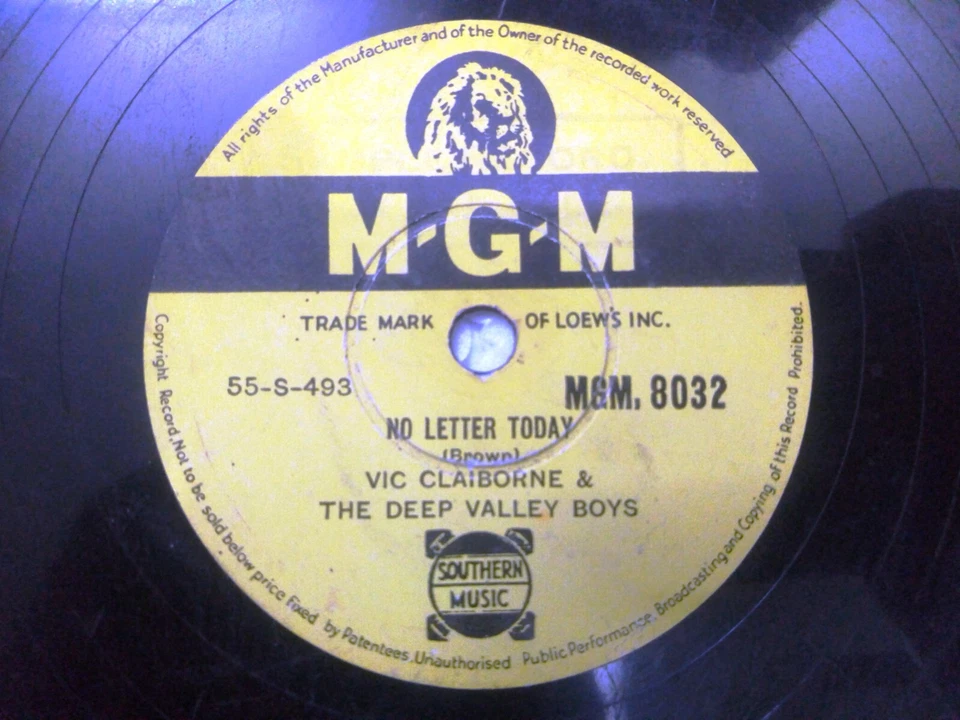 All rights of the Manufacturer and of the Owner of the recorded work reserved
M-G-M
TRADE MARK OF LOEW'S INC.
55-S-493 MGM. 8032
NO LETTER TODAY
(Brown)
VIC CLAIBORNE &
THE DEEP VALLEY BOYS
SOUTHERN
MUSIC
Copyright Record. Not to be sold below price fixed by Patentees. Unauthorised Public Performance, Broadcasting and Copying of this Record Prohibited.